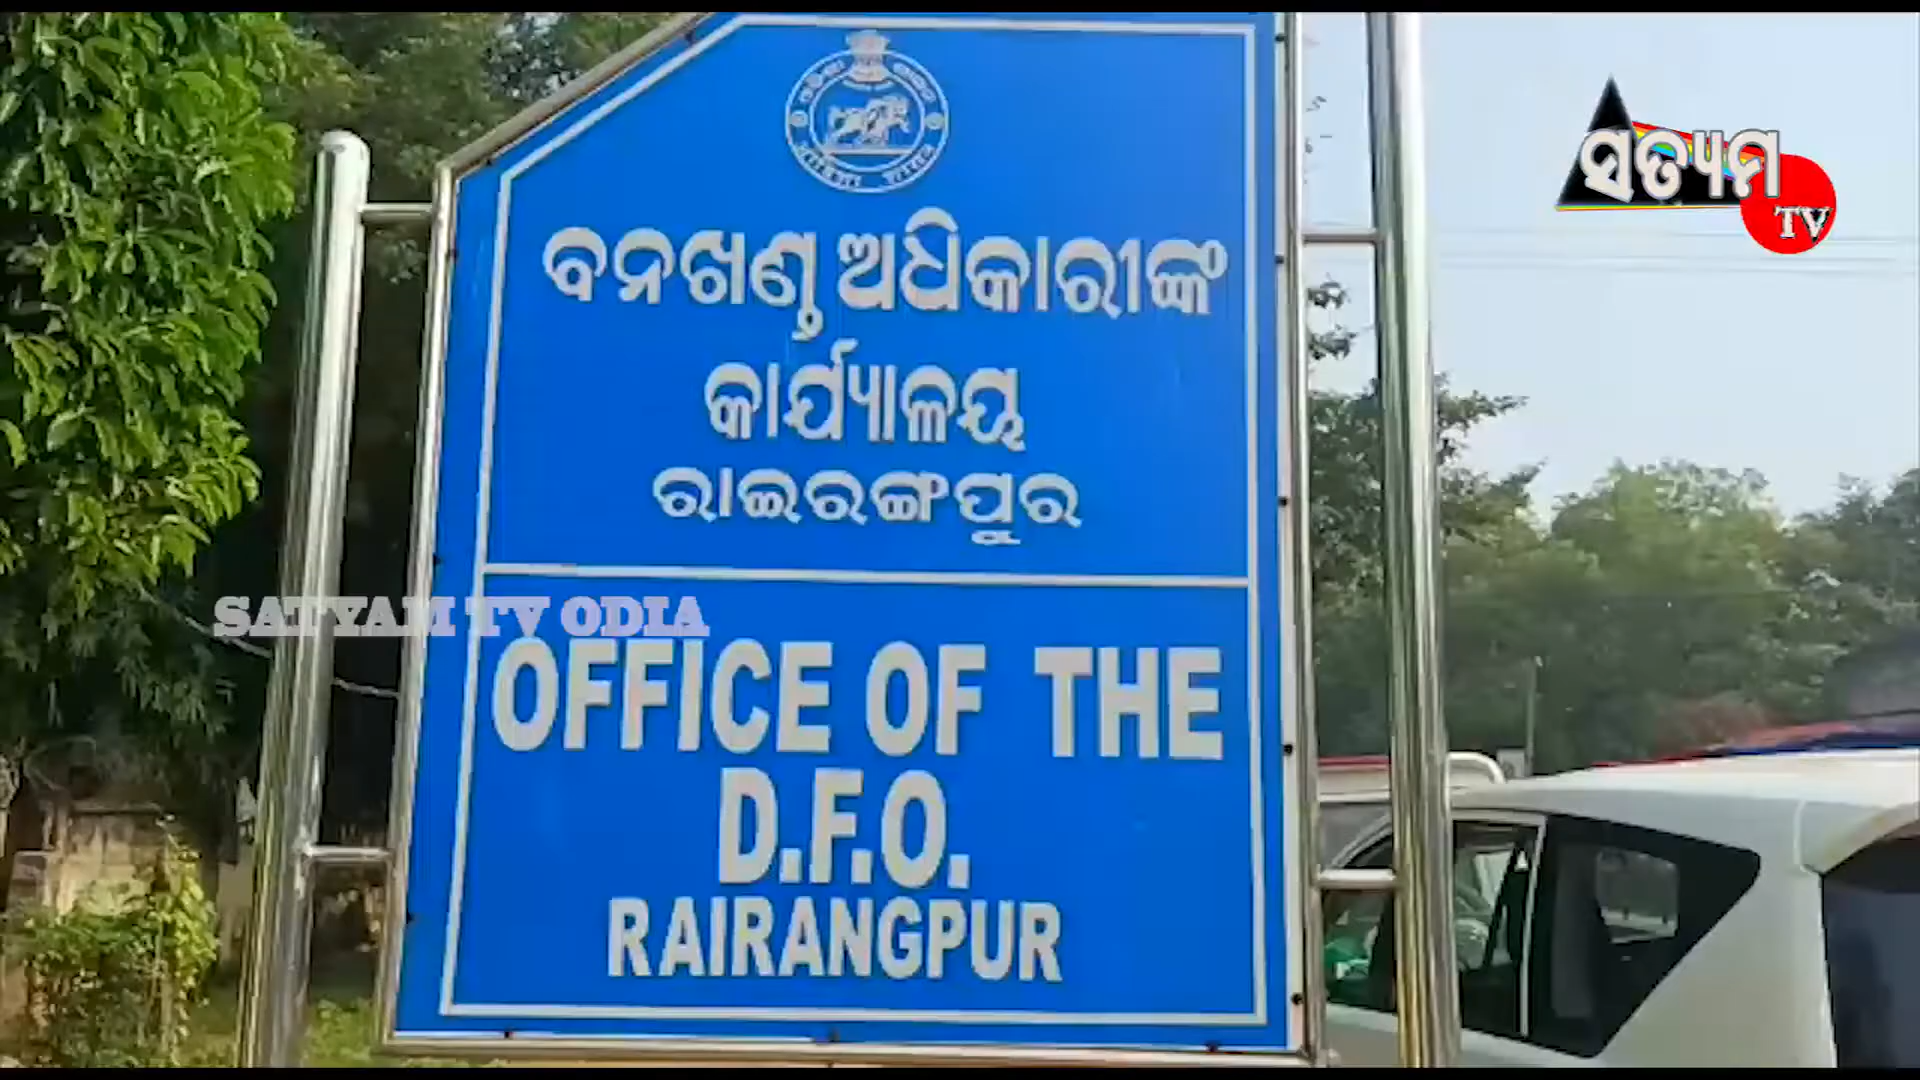 ସତ୍ୟମ
TV
ବନଖଣ୍ଡ ଅଧିକାରୀଙ୍କ
କାର୍ଯ୍ୟାଳୟ
ରାଇରଙ୍ଗପୁର
SATYAM TV ODIA
OFFICE OF THE
D.F.O.
RAIRANGPUR